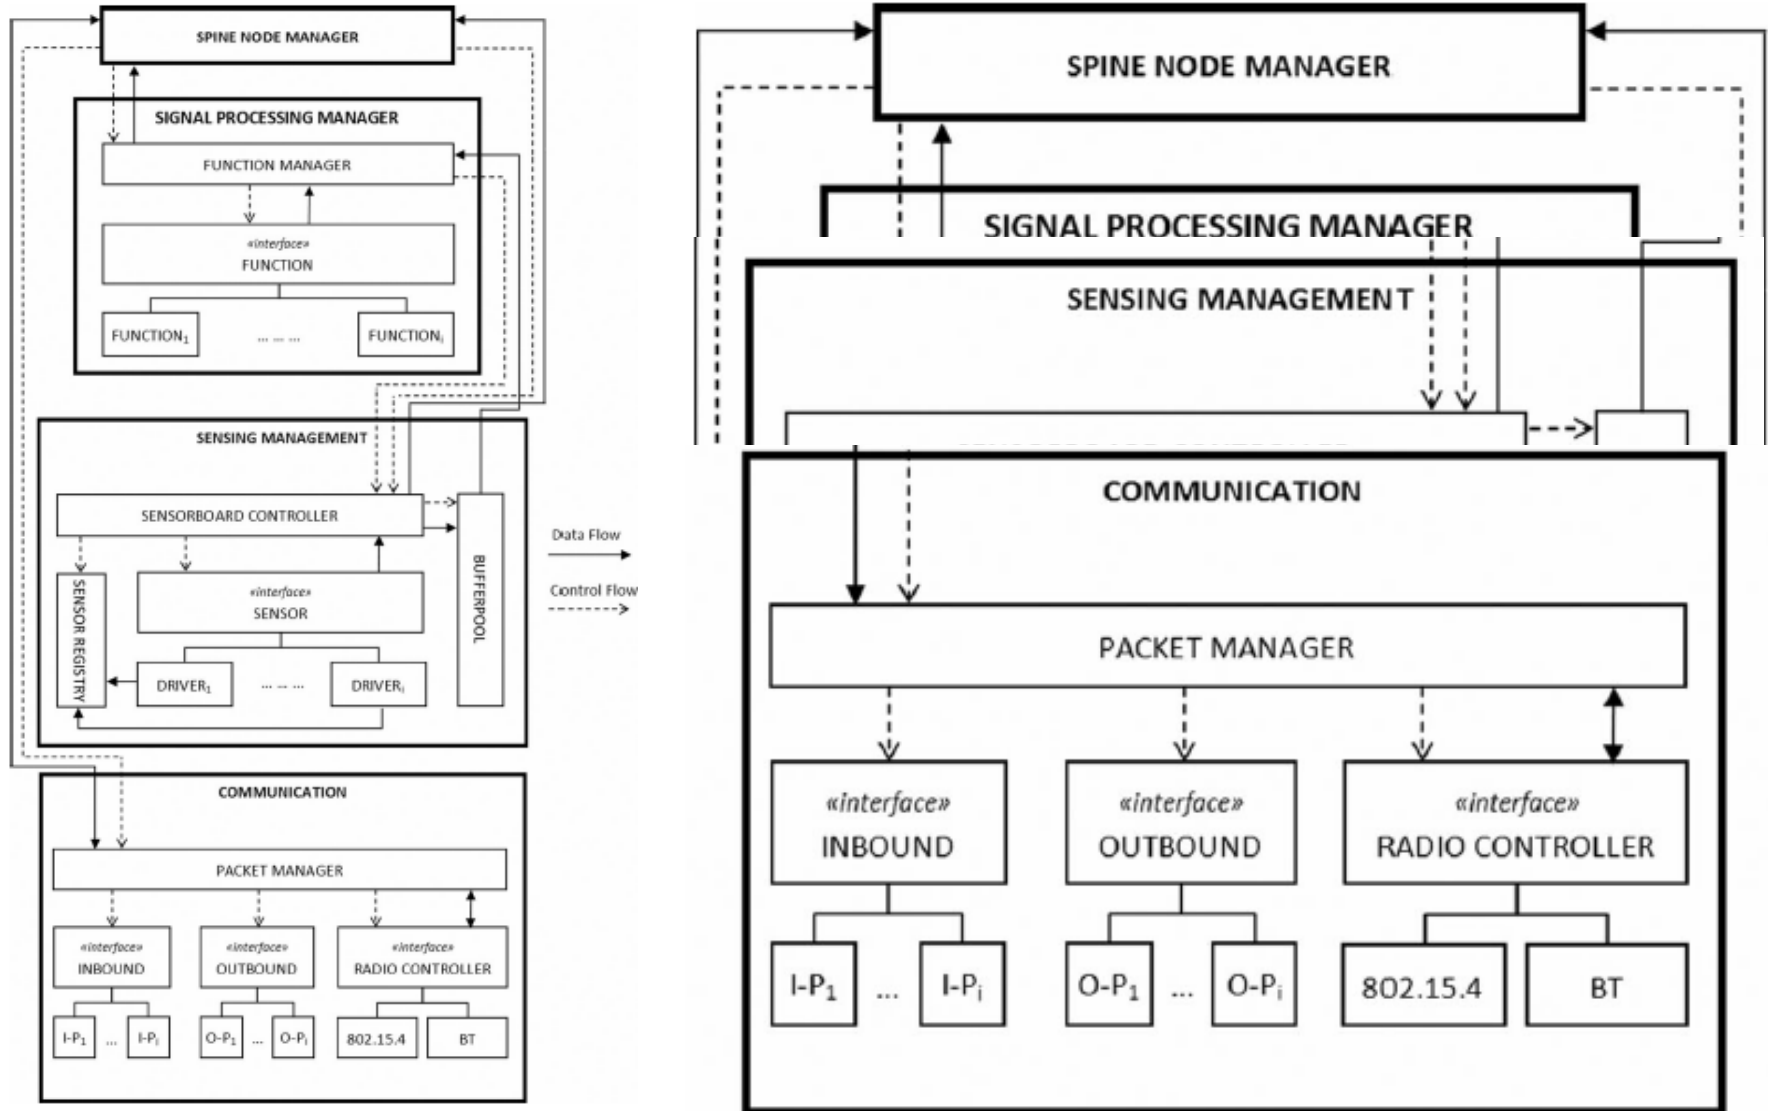 SPINE NODE MANAGER
SIGNAL PROCESSING MANAGER
FUNCTION MANAGER
«interface»
FUNCTION
FUNCTION₁
... ... ...
FUNCTIONᵢ
SENSING MANAGEMENT
SENSORBOARD CONTROLLER
SENSOR REGISTRY
«interface»
SENSOR
BUFFERPOOL
DRIVER₁
... ... ...
DRIVERᵢ
Data Flow
Control Flow
COMMUNICATION
PACKET MANAGER
«interface»
INBOUND
«interface»
OUTBOUND
«interface»
RADIO CONTROLLER
I-P₁
...
I-Pᵢ
O-P₁
...
O-Pᵢ
802.15.4
BT
SPINE NODE MANAGER
SIGNAL PROCESSING MANAGER
SENSING MANAGEMENT
COMMUNICATION
PACKET MANAGER
«interface»
INBOUND
«interface»
OUTBOUND
«interface»
RADIO CONTROLLER
I-P₁
...
I-Pᵢ
O-P₁
...
O-Pᵢ
802.15.4
BT